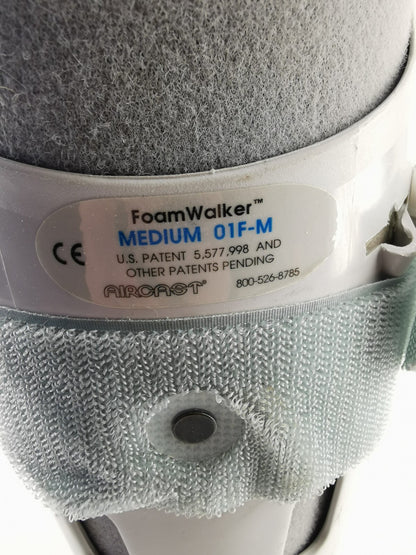 FoamWalker™
CE MEDIUM 01F-M
U.S. PATENT 5,577,998 AND
OTHER PATENTS PENDING
AIRCAST® 800-526-8785